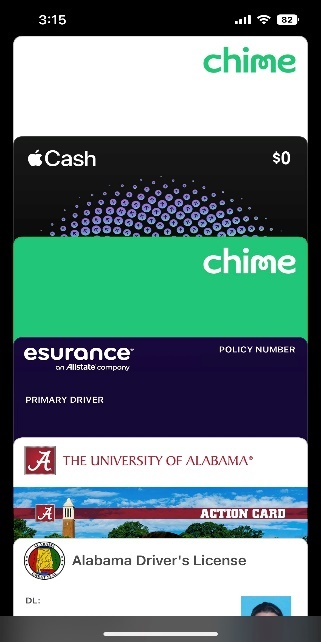 3:15
82
chime
Cash
$0
chime
esurance™
an Allstate company
POLICY NUMBER
PRIMARY DRIVER
A THE UNIVERSITY OF ALABAMA®
A ACTION CARD
Alabama Driver's License
DL: